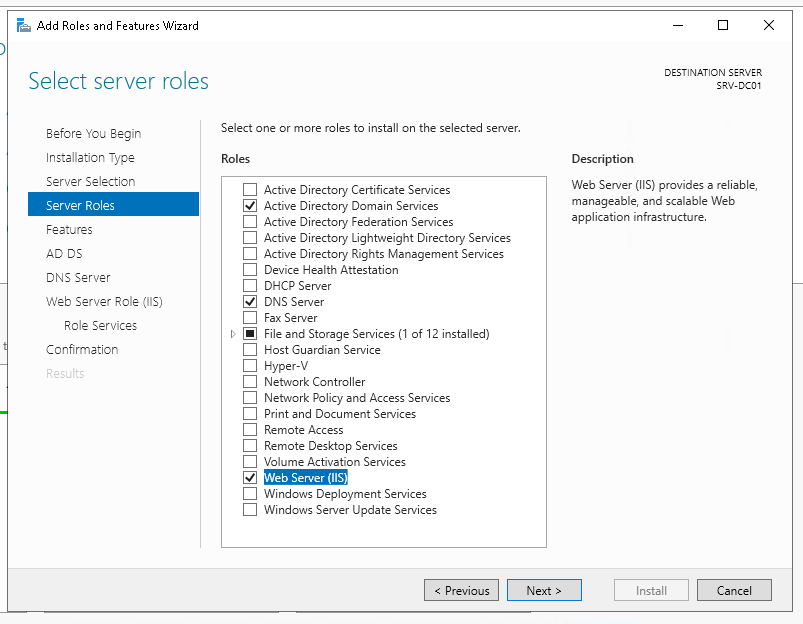 Add Roles and Features Wizard
Select server roles
DESTINATION SERVER
SRV-DC01
Before You Begin
Installation Type
Server Selection
Server Roles
Features
AD DS
DNS Server
Web Server Role (IIS)
Role Services
Confirmation
Results
Select one or more roles to install on the selected server.
Roles
Active Directory Certificate Services
Active Directory Domain Services
Active Directory Federation Services
Active Directory Lightweight Directory Services
Active Directory Rights Management Services
Device Health Attestation
DHCP Server
DNS Server
Fax Server
File and Storage Services (1 of 12 installed)
Host Guardian Service
Hyper-V
Network Controller
Network Policy and Access Services
Print and Document Services
Remote Access
Remote Desktop Services
Volume Activation Services
Web Server (IIS)
Windows Deployment Services
Windows Server Update Services
Description
Web Server (IIS) provides a reliable,
manageable, and scalable Web
application infrastructure.
< Previous
Next >
Install
Cancel